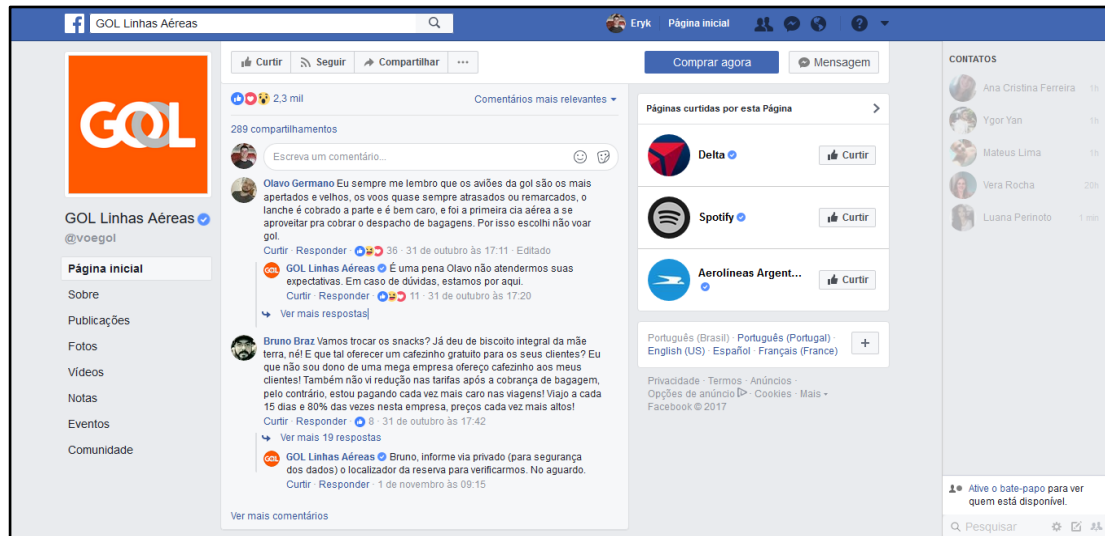 GOL Linhas Aéreas
Eryk
Página inicial
GOL
GOL Linhas Aéreas
@voegol
Página inicial
Sobre
Publicações
Fotos
Vídeos
Notas
Eventos
Comunidade
Curtir
Seguir
Compartilhar
Comprar agora
Mensagem
2,3 mil
Comentários mais relevantes
289 compartilhamentos
Escreva um comentário...
Olavo Germano Eu sempre me lembro que os aviões da gol são os mais
apertados e velhos, os voos quase sempre atrasados ou remarcados, o
lanche é cobrado a parte e é bem caro, e foi a primeira cia aérea a se
aproveitar pra cobrar o despacho de bagagens. Por isso escolhi não voar
gol.
Curtir · Responder · 36 · 31 de outubro às 17:11 · Editado
GOL
GOL Linhas Aéreas É uma pena Olavo não atendermos suas
expectativas. Em caso de dúvidas, estamos por aqui.
Curtir · Responder · 11 · 31 de outubro às 17:20
Ver mais respostas
Bruno Braz Vamos trocar os snacks? Já deu de biscoito integral da mãe
terra, né! E que tal oferecer um cafezinho gratuito para os seus clientes? Eu
que não sou dono de uma mega empresa ofereço cafezinho aos meus
clientes! Também não vi redução nas tarifas após a cobrança de bagagem,
pelo contrário, estou pagando cada vez mais caro nas viagens! Viajo a cada
15 dias e 80% das vezes nesta empresa, preços cada vez mais altos!
Curtir · Responder · 8 · 31 de outubro às 17:42
Ver mais 19 respostas
GOL
GOL Linhas Aéreas Bruno, informe via privado (para segurança
dos dados) o localizador da reserva para verificarmos. No aguardo.
Curtir · Responder · 1 de novembro às 09:15
Ver mais comentários
Páginas curtidas por esta Página
Delta
Curtir
Spotify
Curtir
Aerolíneas Argent...
Curtir
Português (Brasil) · Português (Portugal) ·
English (US) · Español · Français (France)
Privacidade · Termos · Anúncios ·
Opções de anúncio · Cookies · Mais
Facebook © 2017
CONTATOS
Ana Cristina Ferreira 1h
Ygor Yan 1h
Mateus Lima 1h
Vera Rocha 20h
Luana Perinoto 1 min
Ative o bate-papo para ver
quem está disponível.
Pesquisar